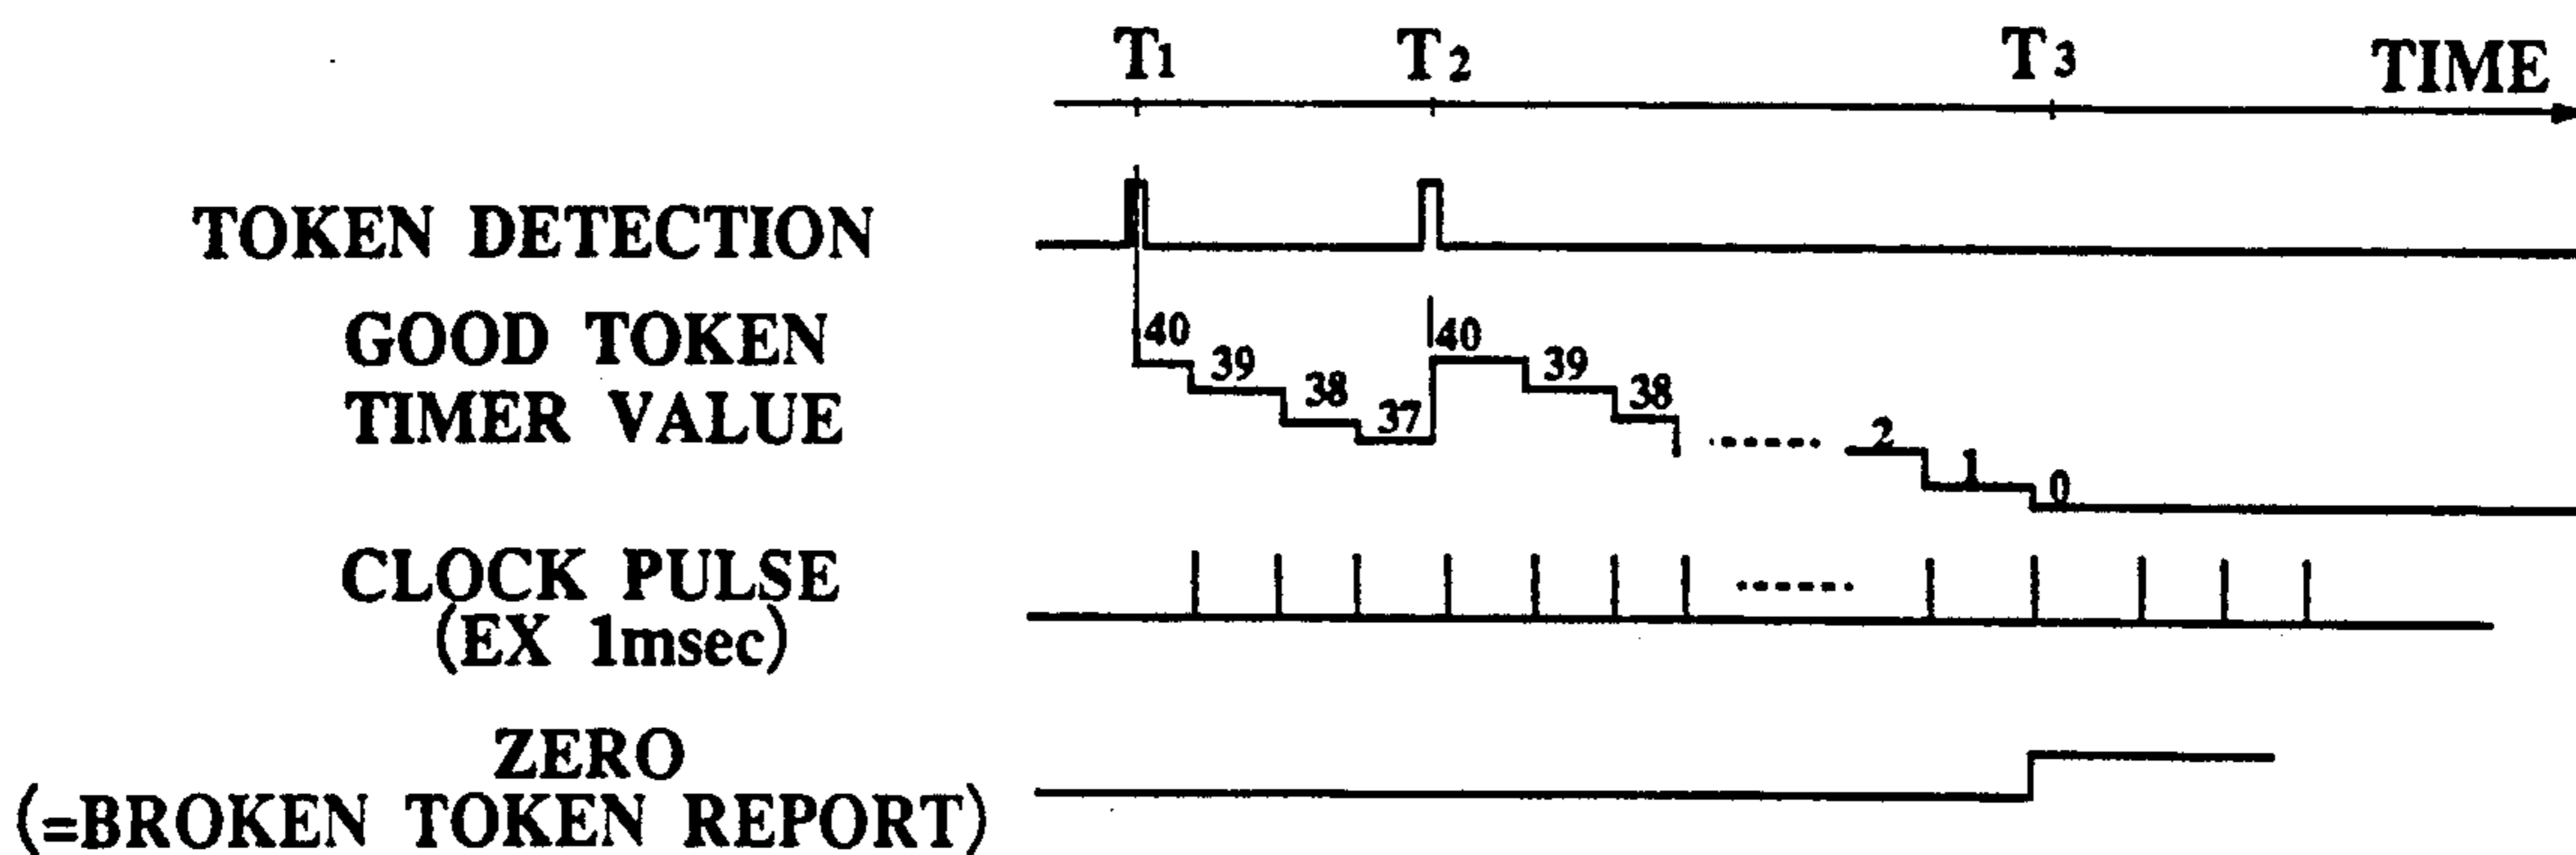 T1 T2 T3 TIME
TOKEN DETECTION
GOOD TOKEN
TIMER VALUE
40 39 38 37 40 39 38 2 1 0
CLOCK PULSE
(EX 1msec)
ZERO
(=BROKEN TOKEN REPORT)